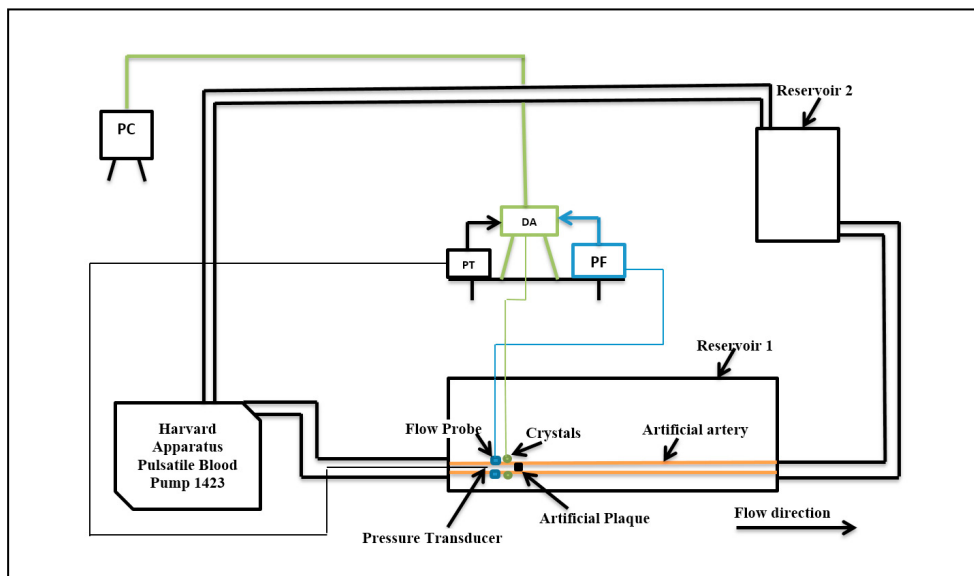 Reservoir 2
PC
DA
PT
PF
Reservoir 1
Harvard
Apparatus
Pulsatile Blood
Pump 1423
Flow Probe
Crystals
Artificial artery
Artificial Plaque
Pressure Transducer
Flow direction